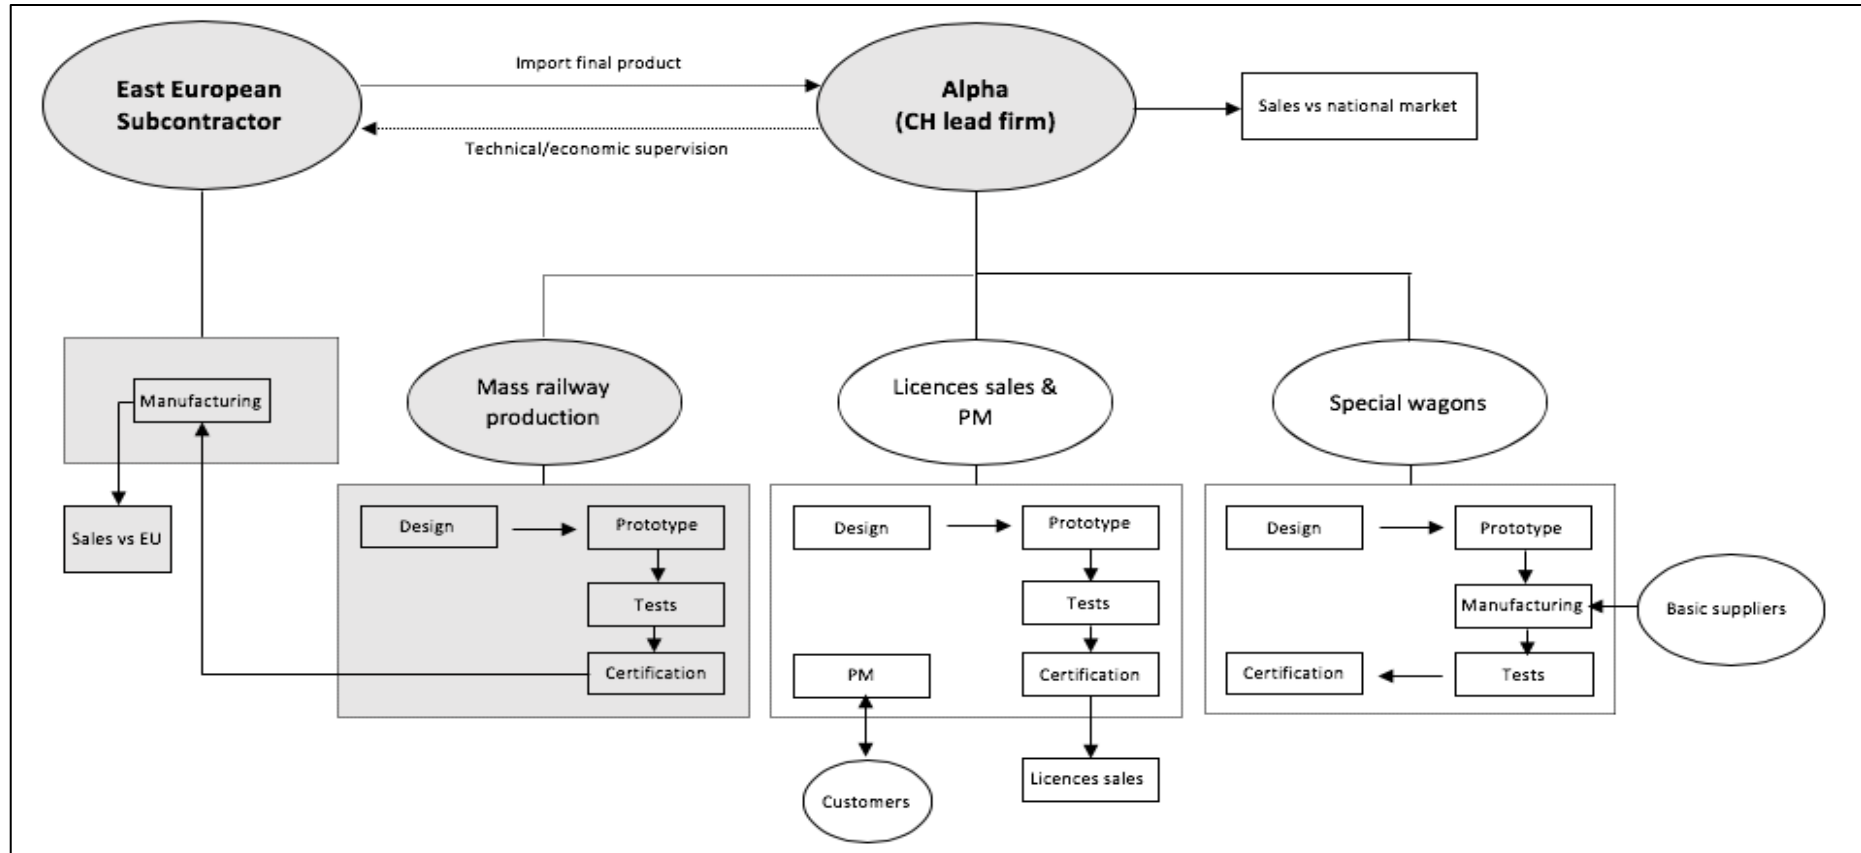 Import final product
East European
Subcontractor
Alpha
(CH lead firm)
Sales vs national market
Technical/economic supervision
Manufacturing
Sales vs EU
Mass railway
production
Licences sales &
PM
Special wagons
Design
Prototype
Tests
Certification
Design
Prototype
Tests
PM
Certification
Customers
Licences sales
Design
Prototype
Manufacturing
Basic suppliers
Certification
Tests